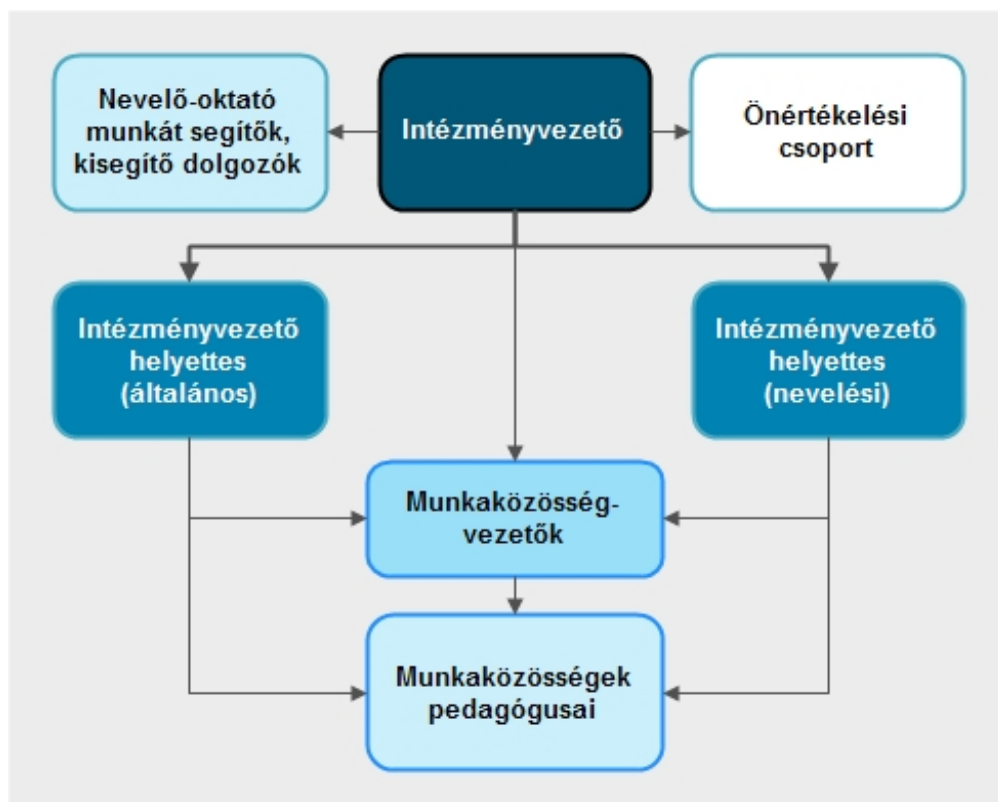 Nevelő-oktató
munkát segítők,
kisegítő dolgozók
Intézményvezető
Önértékelési
csoport
Intézményvezető
helyettes
(általános)
Intézményvezető
helyettes
(nevelési)
Munkaközösség-
vezetők
Munkaközösségek
pedagógusai